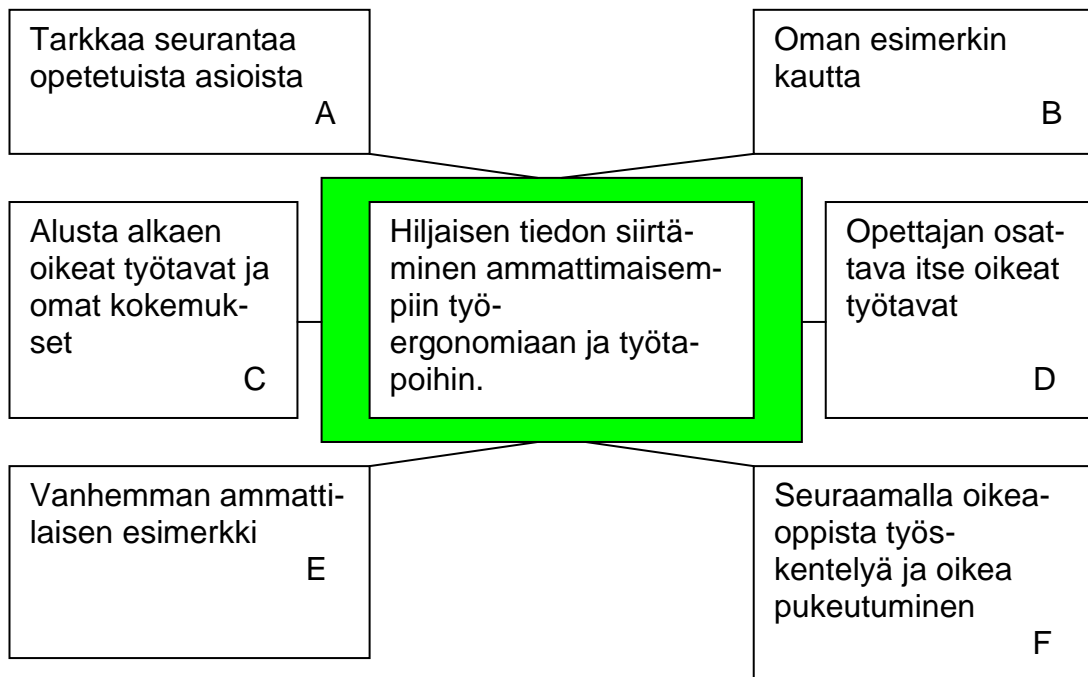 Tarkkaa seurantaa
opetetuista asioista
A
Oman esimerkin
kautta
B
Alusta alkaen
oikeat työtavat ja
omat kokemuk-
set
C
Hiljaisen tiedon siirtä-
minen ammattimaisem-
piin työ-
ergonomiaan ja työta-
poihin.
Opettajan osat-
tava itse oikeat
työtavat
D
Vanhemman ammatti-
laisen esimerkki
E
Seuraamalla oikea-
oppista työs-
kentelyä ja oikea
pukeutuminen
F